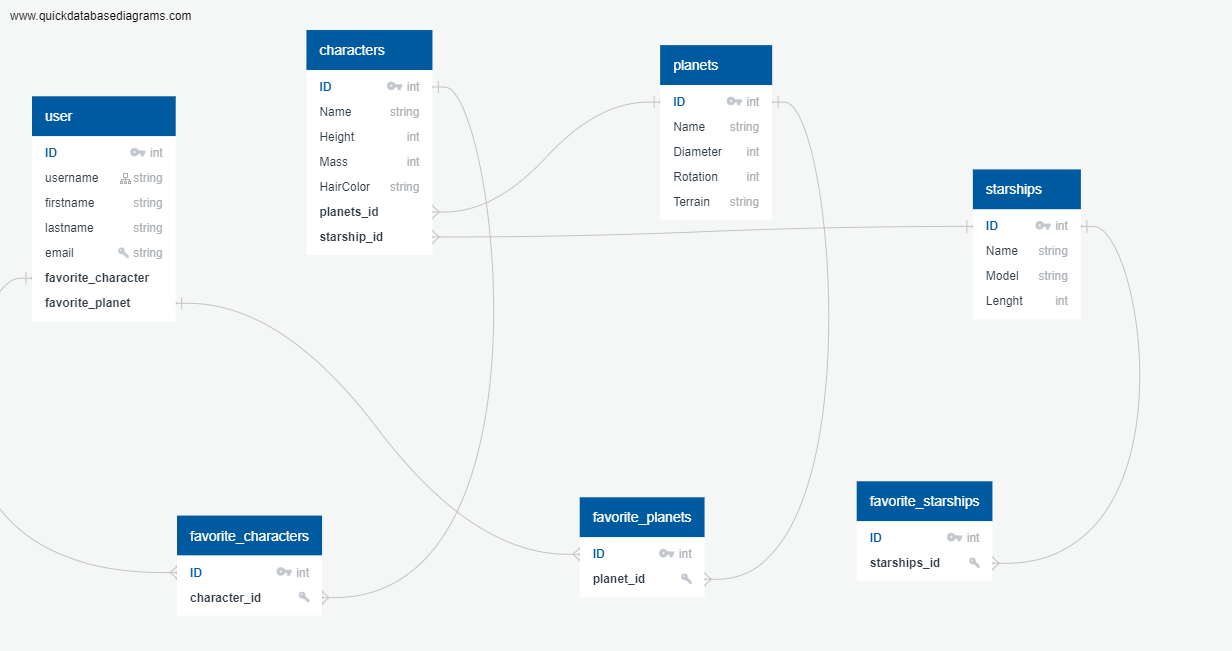 www.quickdatabasediagrams.com
user
ID int
username string
firstname string
lastname string
email string
favorite_character
favorite_planet
characters
ID int
Name string
Height int
Mass int
HairColor string
planets_id
starship_id
planets
ID int
Name string
Diameter int
Rotation int
Terrain string
starships
ID int
Name string
Model string
Lenght int
favorite_characters
ID int
character_id
favorite_planets
ID int
planet_id
favorite_starships
ID int
starships_id